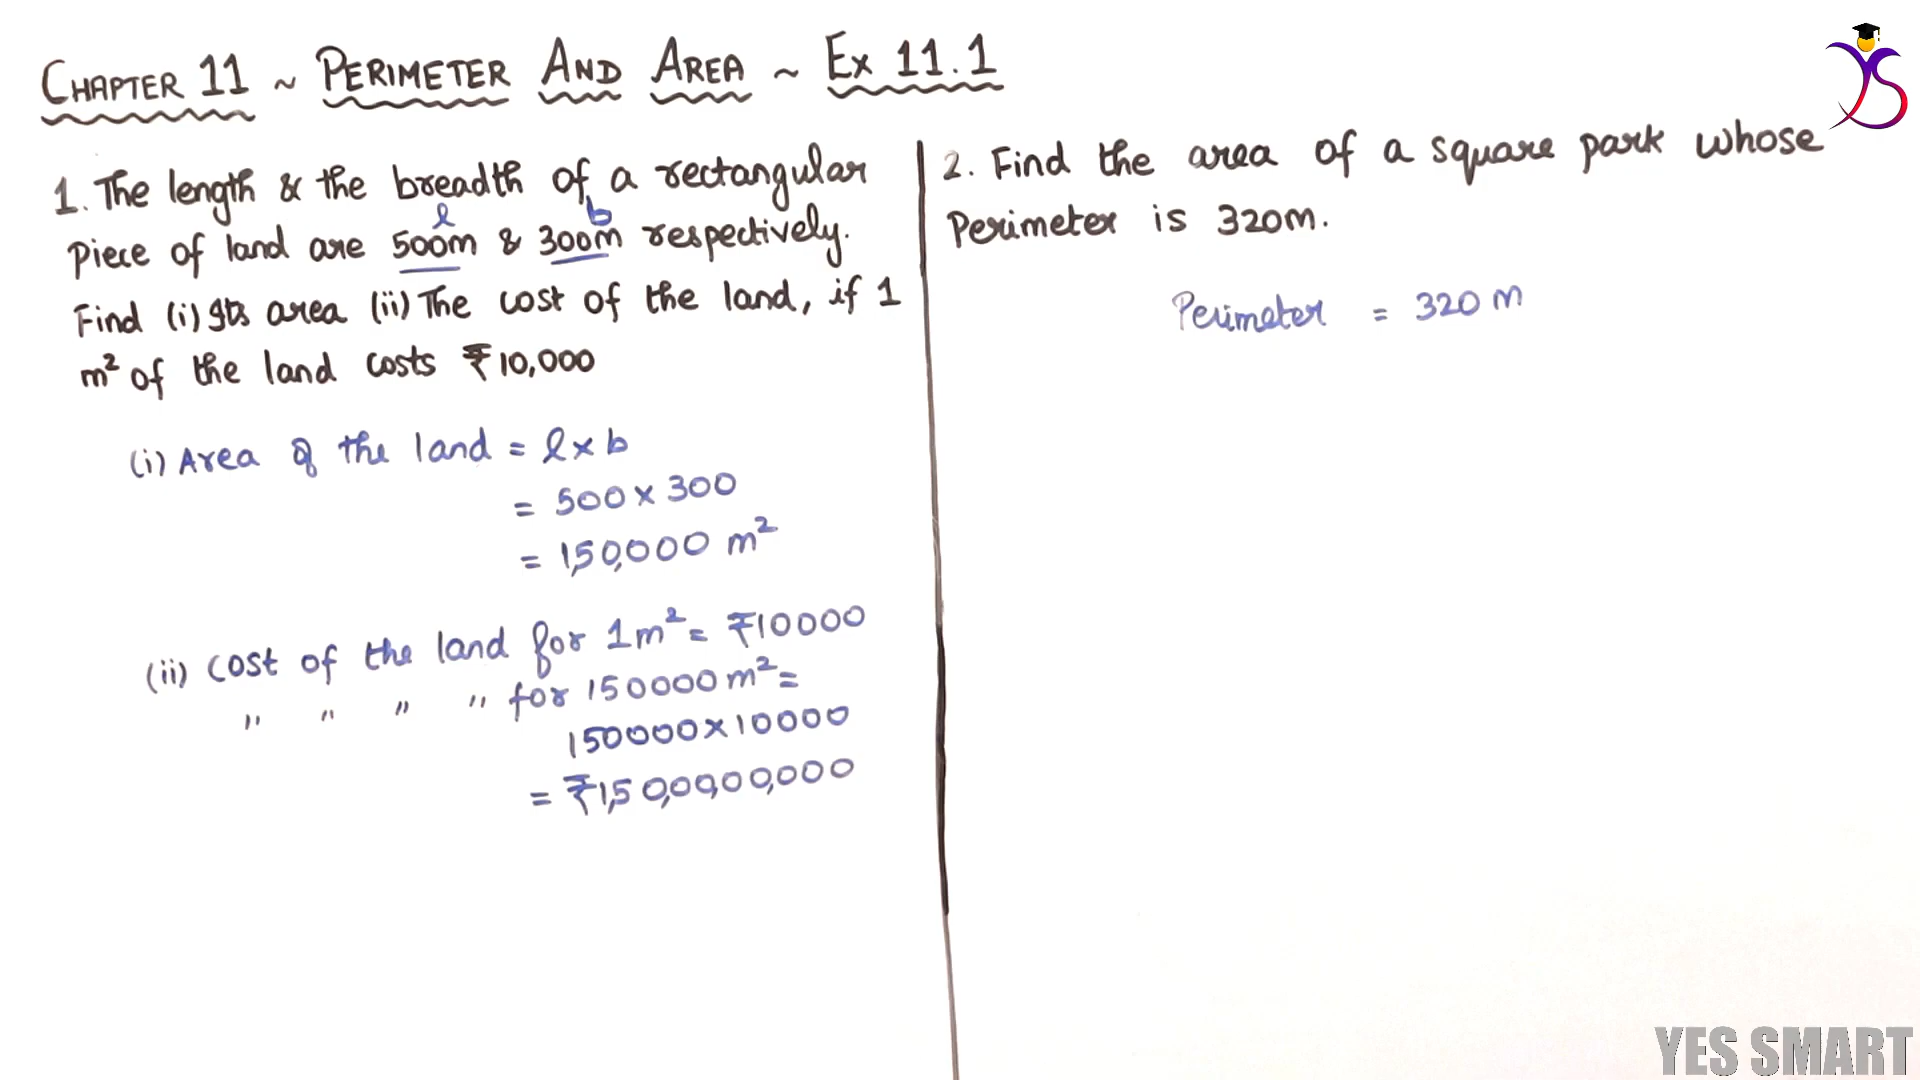 CHAPTER 11 ~ PERIMETER AND AREA ~ Ex 11.1
1. The length & the breadth of a rectangular
l b
Piece of land are 500m & 300m respectively.
Find (i) Its area (ii) The cost of the land, if 1
m² of the land costs ₹10,000
(i) Area of the land = l × b
= 500 × 300
= 1,50,000 m²
(ii) Cost of the land for 1m² = ₹10000
" " " " for 150000 m² =
150000 × 10000
= ₹1,50,00,00,000
2. Find the area of a square park whose
Perimeter is 320m.
Perimeter = 320 m
YS
YES SMART